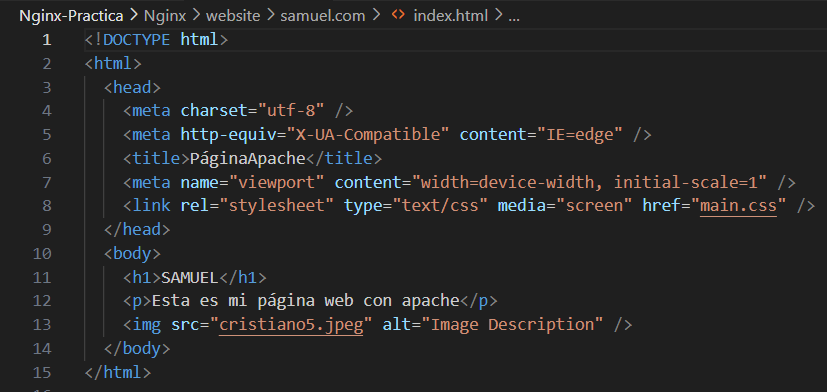 Nginx-Practica > Nginx > website > samuel.com > <> index.html > ...
1 <!DOCTYPE html>
2 <html>
3 <head>
4 <meta charset="utf-8" />
5 <meta http-equiv="X-UA-Compatible" content="IE=edge" />
6 <title>PáginaApache</title>
7 <meta name="viewport" content="width=device-width, initial-scale=1" />
8 <link rel="stylesheet" type="text/css" media="screen" href="main.css" />
9 </head>
10 <body>
11 <h1>SAMUEL</h1>
12 <p>Esta es mi página web con apache</p>
13 <img src="cristiano5.jpeg" alt="Image Description" />
14 </body>
15 </html>
16